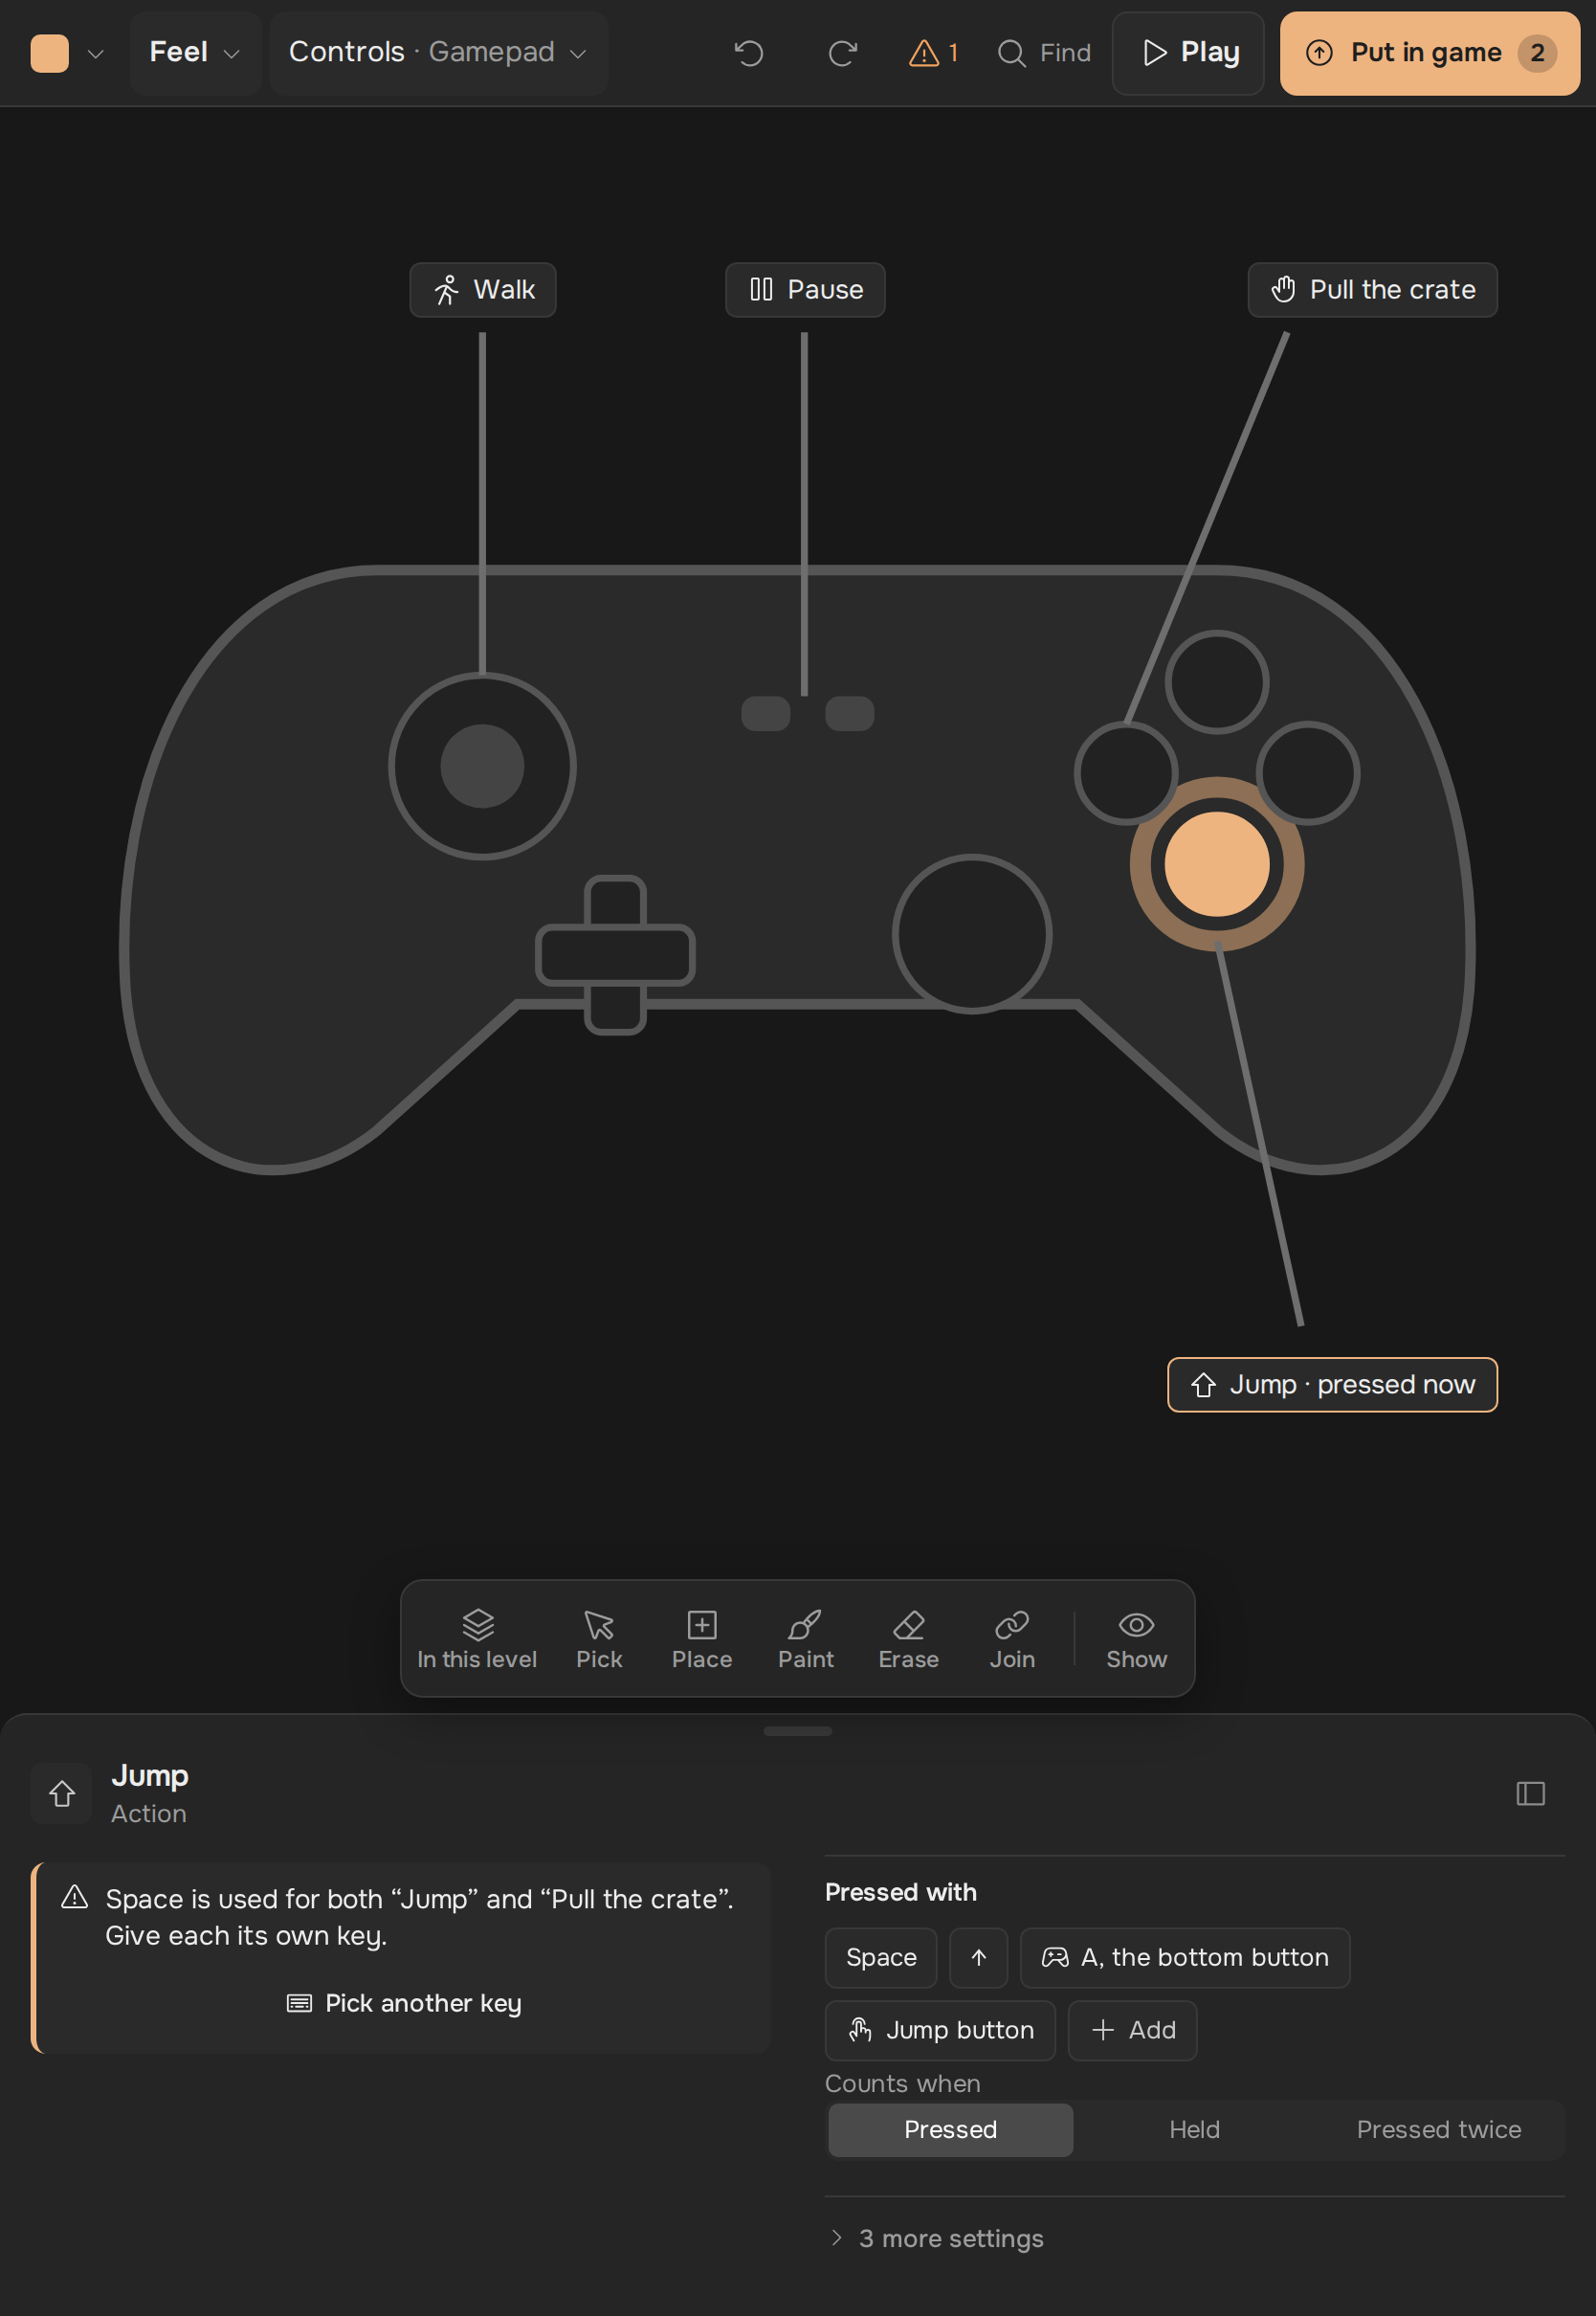 Feel
Controls · Gamepad
1
Find
Play
Put in game 2
Walk
Pause
Pull the crate
Jump · pressed now
In this level
Pick
Place
Paint
Erase
Join
Show
Jump
Action
Space is used for both “Jump” and “Pull the crate”.
Give each its own key.
Pick another key
Pressed with
Space
A, the bottom button
Jump button
Add
Counts when
Pressed
Held
Pressed twice
3 more settings